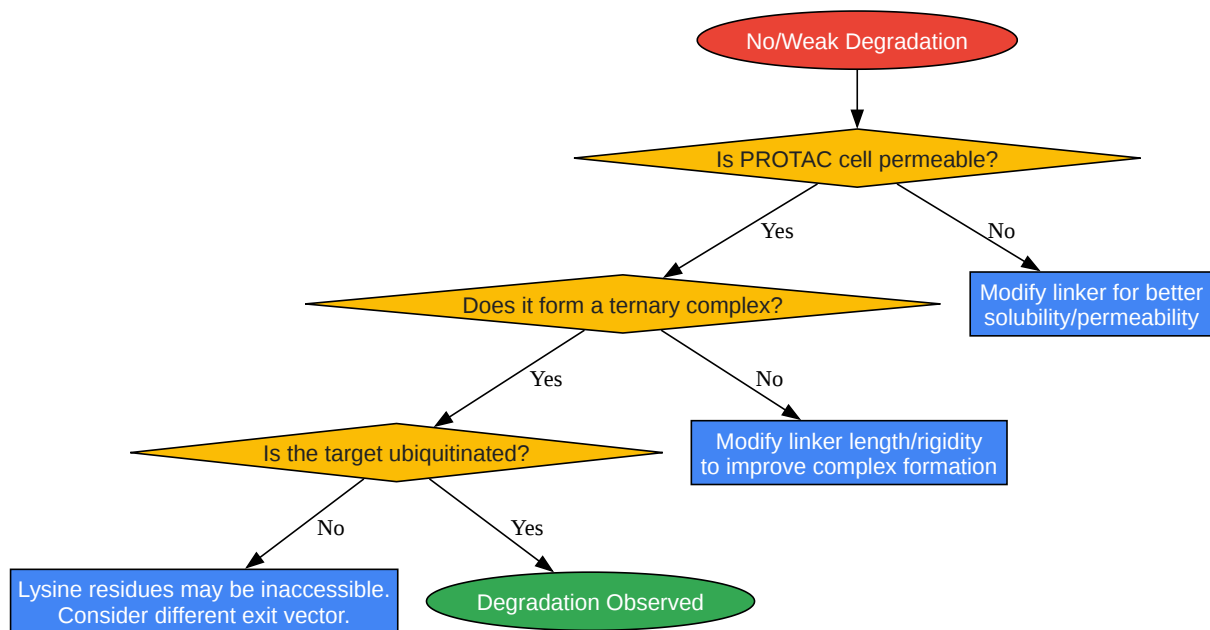 No/Weak Degradation
Is PROTAC cell permeable?
Yes
No
Does it form a ternary complex?
Modify linker for better
solubility/permeability
Yes
No
Is the target ubiquitinated?
Modify linker length/rigidity
to improve complex formation
No
Yes
Lysine residues may be inaccessible.
Consider different exit vector.
Degradation Observed